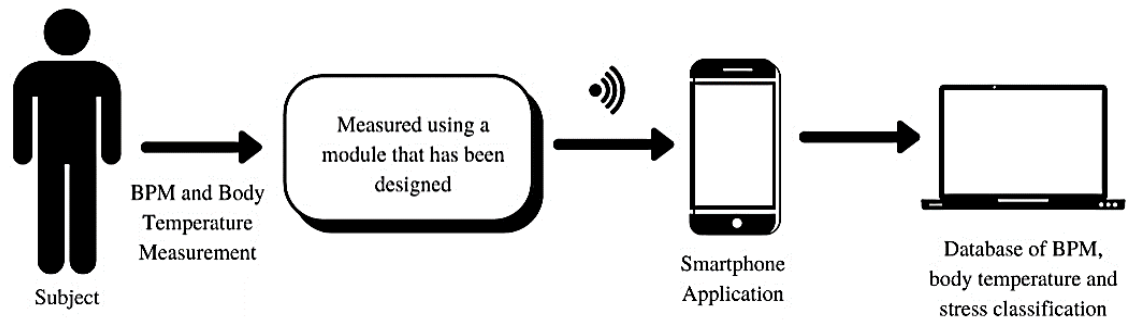 Subject
BPM and Body
Temperature
Measurement
Measured using a
module that has been
designed
Smartphone
Application
Database of BPM,
body temperature and
stress classification